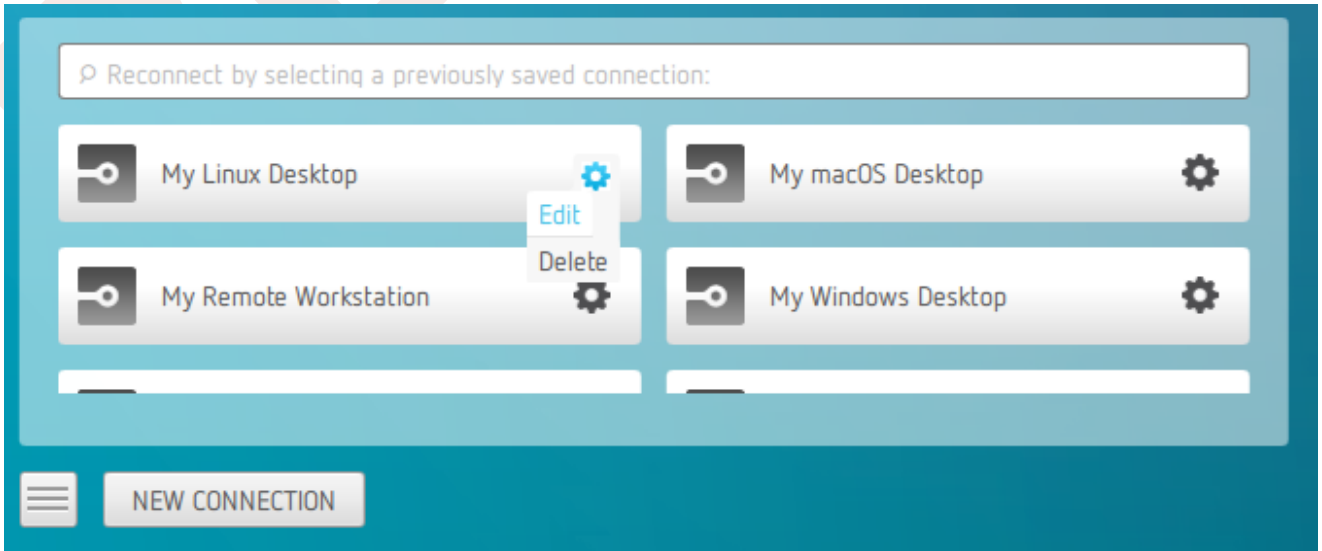 Reconnect by selecting a previously saved connection:
My Linux Desktop
My macOS Desktop
Edit
Delete
My Remote Workstation
My Windows Desktop
NEW CONNECTION